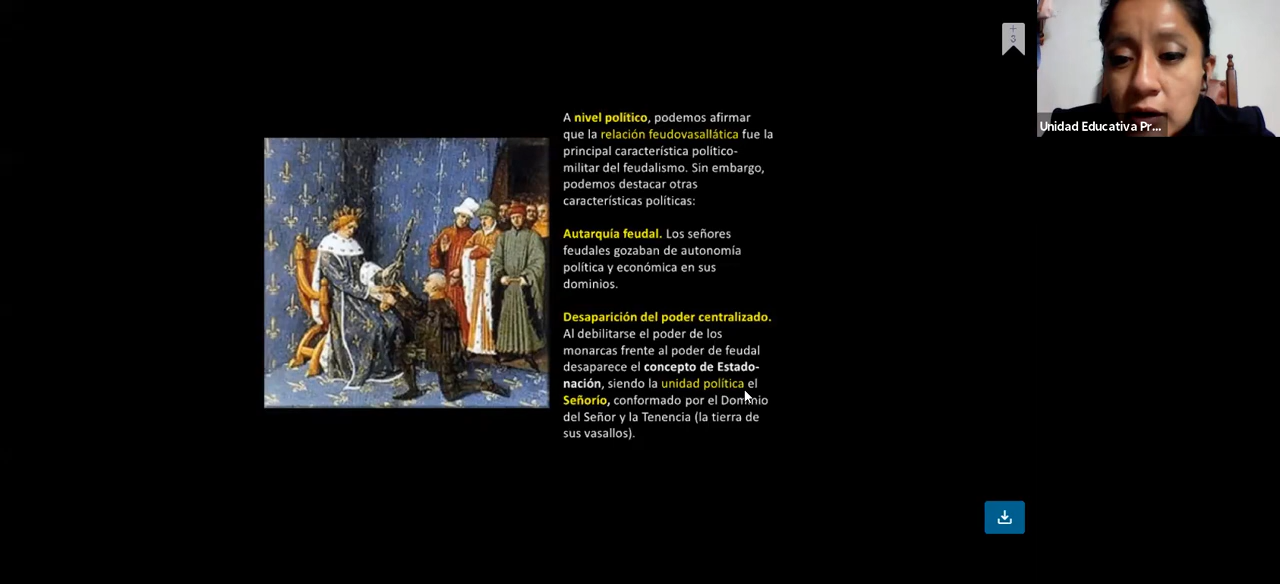 A nivel político, podemos afirmar
que la relación feudovasallática fue la
principal característica político-
militar del feudalismo. Sin embargo,
podemos destacar otras
características políticas:
Autarquía feudal. Los señores
feudales gozaban de autonomía
política y económica en sus
dominios.
Desaparición del poder centralizado.
Al debilitarse el poder de los
monarcas frente al poder de feudal
desaparece el concepto de Estado-
nación, siendo la unidad política el
Señorío, conformado por el Dominio
del Señor y la Tenencia (la tierra de
sus vasallos).
+
3
Unidad Educativa Pr...